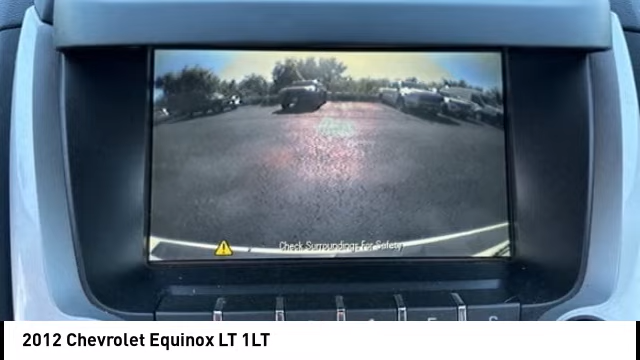 Check Surroundings For Safety
2012 Chevrolet Equinox LT 1LT